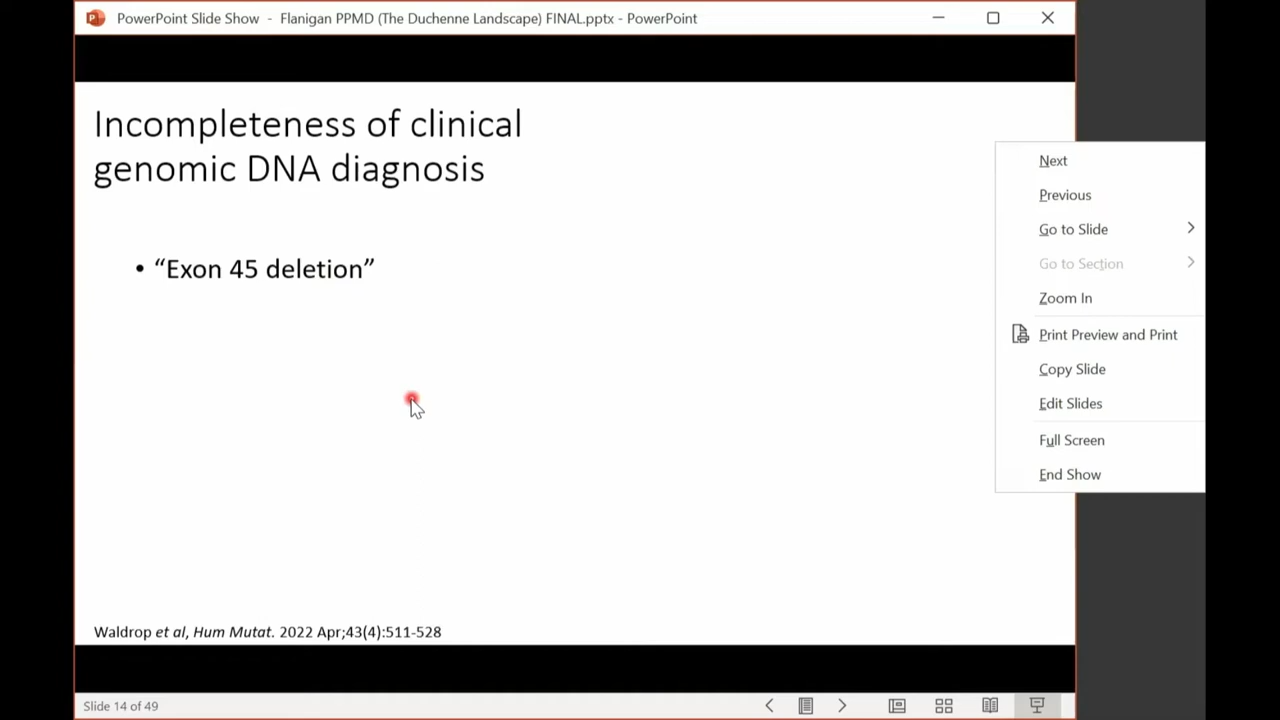 PowerPoint Slide Show - Flanigan PPMD (The Duchenne Landscape) FINAL.pptx - PowerPoint
Incompleteness of clinical
genomic DNA diagnosis
• “Exon 45 deletion”
Waldrop et al, Hum Mutat. 2022 Apr;43(4):511-528
Next
Previous
Go to Slide
Go to Section
Zoom In
Print Preview and Print
Copy Slide
Edit Slides
Full Screen
End Show
Slide 14 of 49